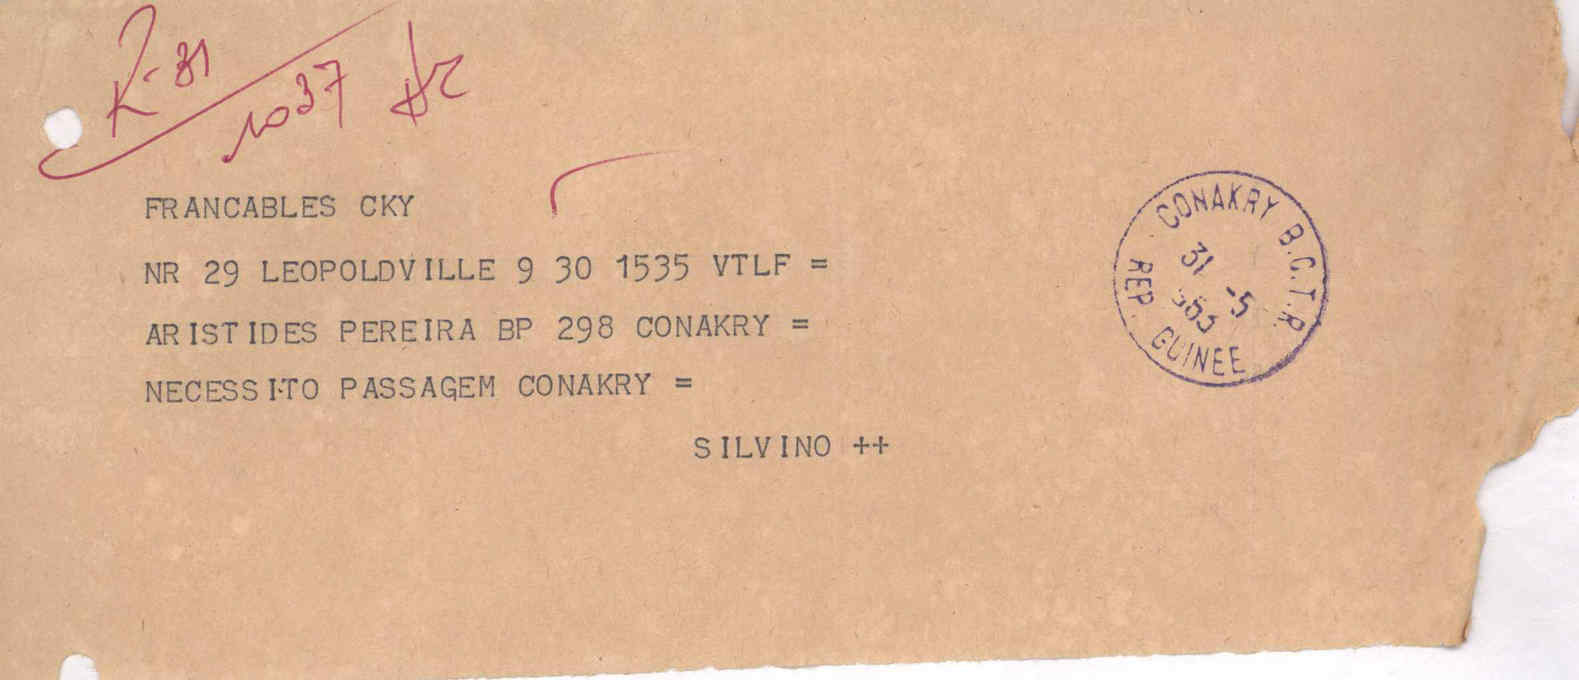 R-31
1037
FRANCABLES CKY
NR 29 LEOPOLDVILLE 9 30 1535 VTLF =
ARISTIDES PEREIRA BP 298 CONAKRY =
NECESSITO PASSAGEM CONAKRY =
SILVINO ++
CONAKRY B.C.T.R.
31 -5
REP. GUINEE